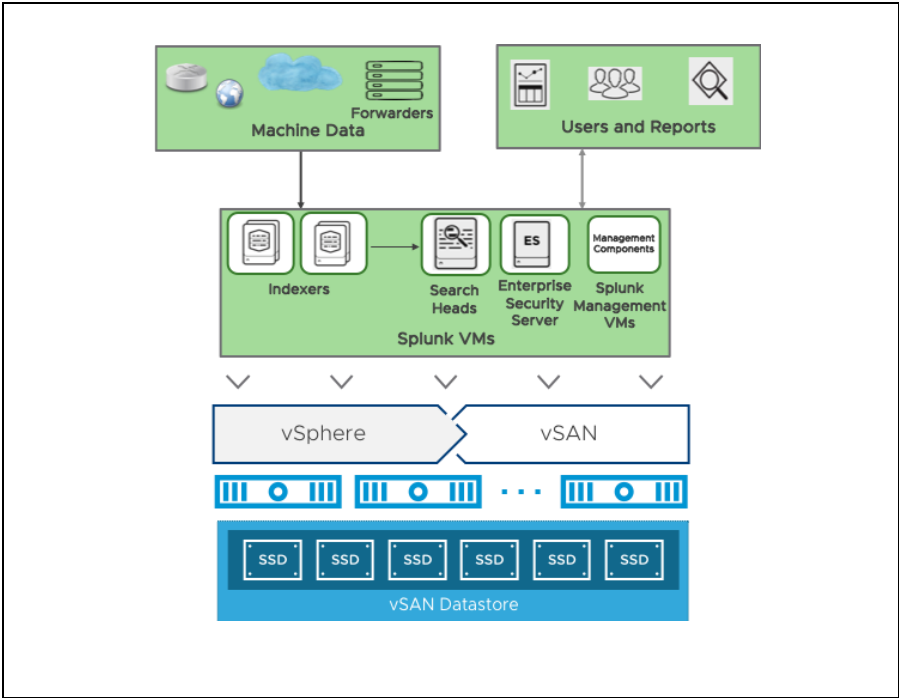 Forwarders
Machine Data
Users and Reports
Indexers
Search
Heads
ES
Enterprise
Security
Server
Management
Components
Splunk
Management
VMs
Splunk VMs
vSphere
vSAN
SSD
SSD
SSD
SSD
SSD
SSD
vSAN Datastore